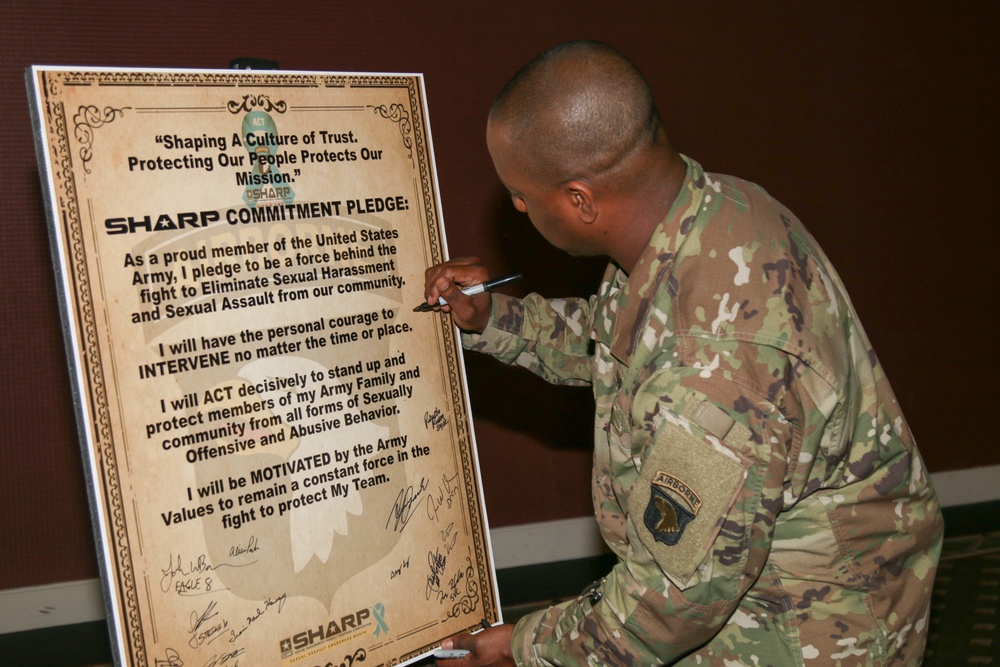 ACT
“Shaping A Culture of Trust.
Protecting Our People Protects Our
Mission.”
SHARP
SHARP COMMITMENT PLEDGE:
As a proud member of the United States
Army, I pledge to be a force behind the
fight to Eliminate Sexual Harassment
and Sexual Assault from our community.
I will have the personal courage to
INTERVENE no matter the time or place.
I will ACT decisively to stand up and
protect members of my Army Family and
community from all forms of Sexually
Offensive and Abusive Behavior.
I will be MOTIVATED by the Army
Values to remain a constant force in the
fight to protect My Team.
EAGLE 8
SHARP
AIRBORNE